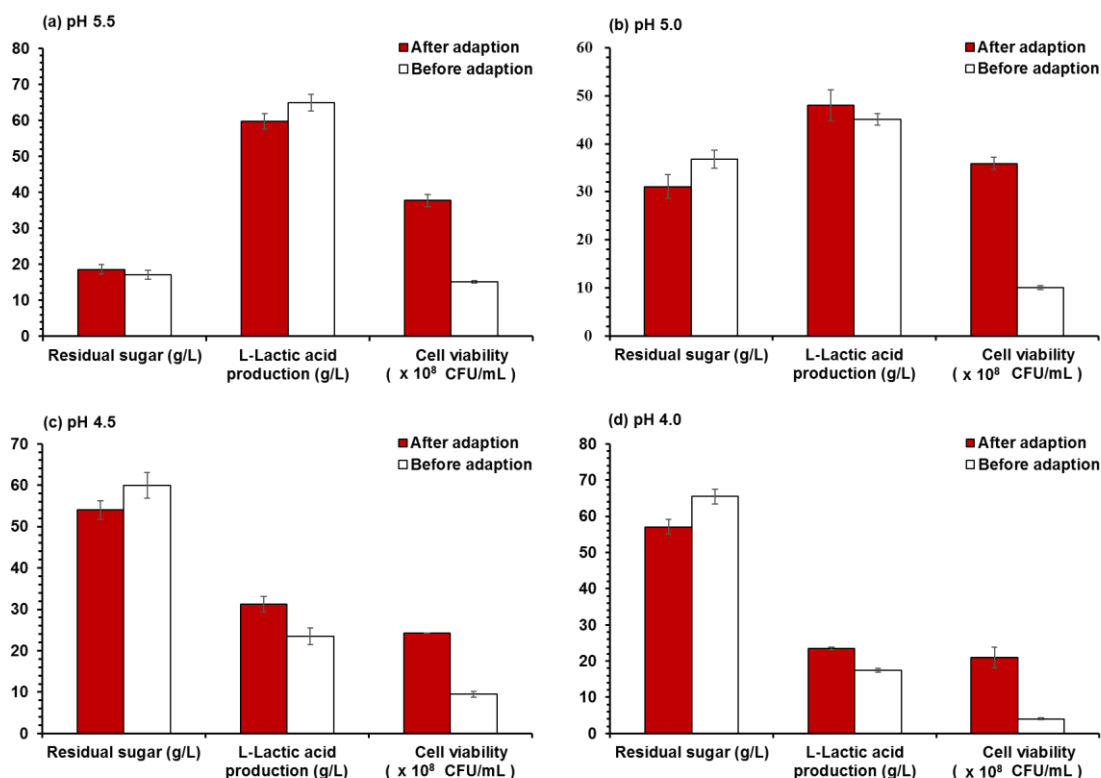 (a) pH 5.5
After adaption
Before adaption
80
70
60
50
40
30
20
10
0
Residual sugar (g/L) L-Lactic acid production (g/L) Cell viability ( x 10⁸ CFU/mL )
(b) pH 5.0
After adaption
Before adaption
60
50
40
30
20
10
0
Residual sugar (g/L) L-Lactic acid production (g/L) Cell viability ( x 10⁸ CFU/mL )
(c) pH 4.5
After adaption
Before adaption
70
60
50
40
30
20
10
0
Residual sugar (g/L) L-Lactic acid production (g/L) Cell viability ( x 10⁸ CFU/mL )
(d) pH 4.0
After adaption
Before adaption
80
70
60
50
40
30
20
10
0
Residual sugar (g/L) L-Lactic acid production (g/L) Cell viability ( x 10⁸ CFU/mL )